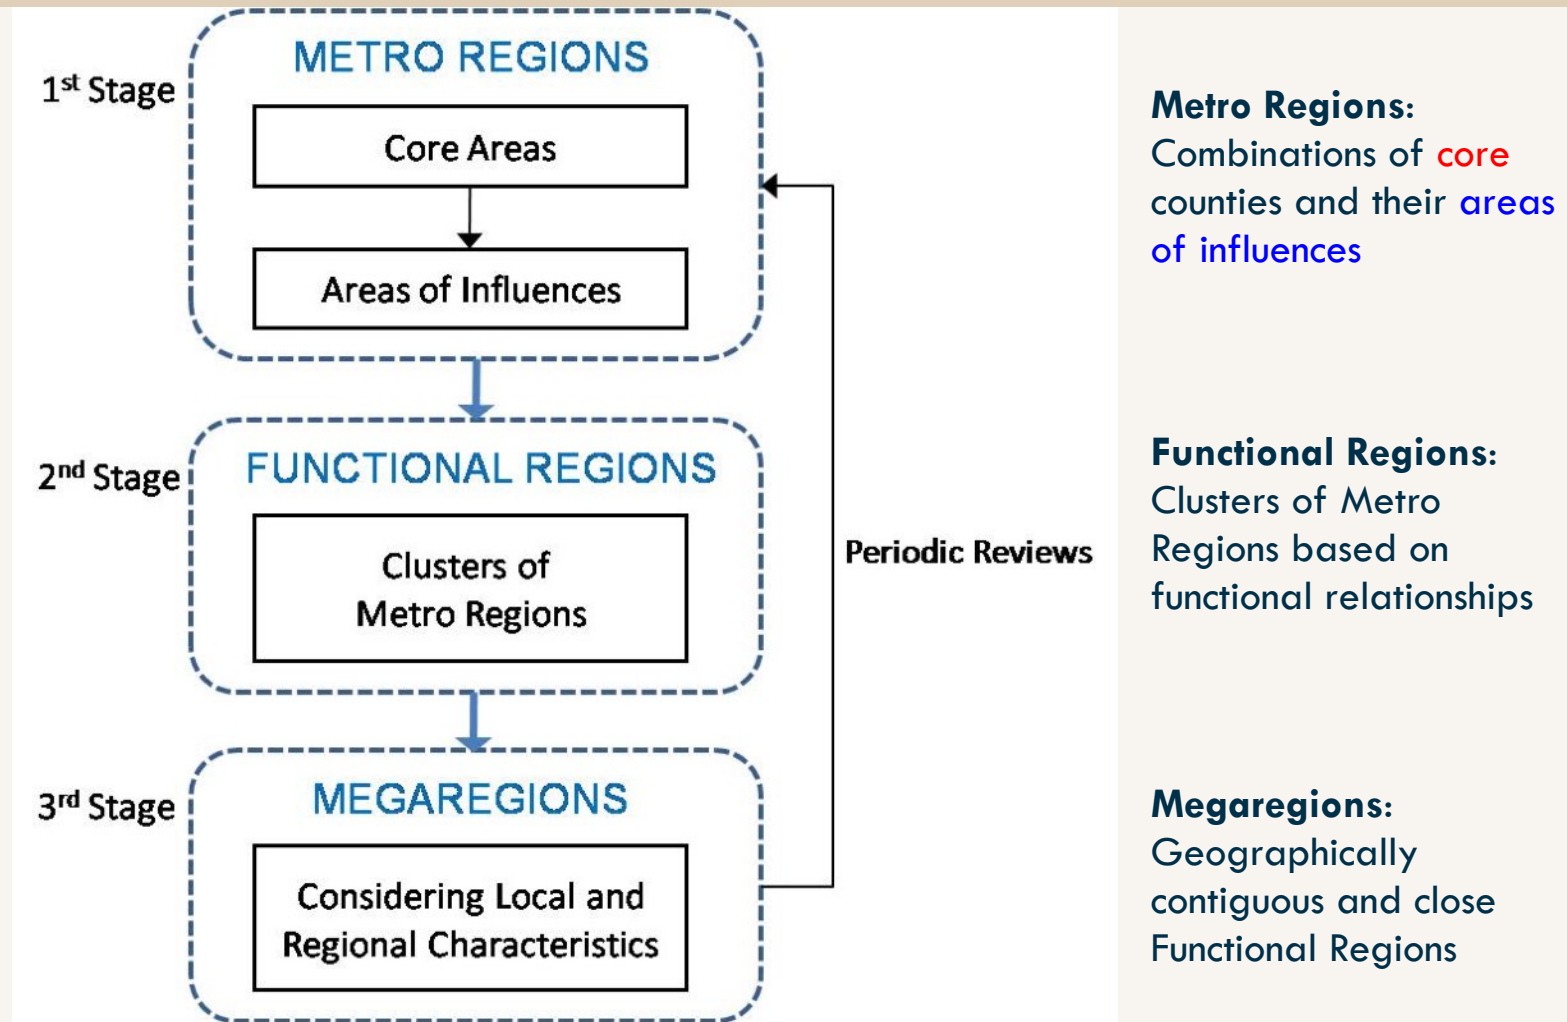 METRO REGIONS
1st Stage
Core Areas
Areas of Influences
FUNCTIONAL REGIONS
2nd Stage
Clusters of
Metro Regions
MEGAREGIONS
3rd Stage
Considering Local and
Regional Characteristics
Periodic Reviews
Metro Regions:
Combinations of core
counties and their areas
of influences
Functional Regions:
Clusters of Metro
Regions based on
functional relationships
Megaregions:
Geographically
contiguous and close
Functional Regions